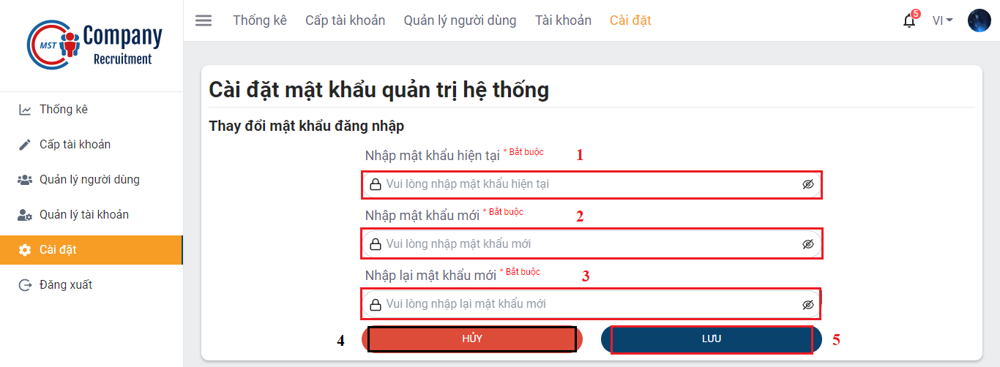 MST Company
Recruitment
Thống kê Cấp tài khoản Quản lý người dùng Tài khoản Cài đặt 5 VI
Thống kê
Cấp tài khoản
Quản lý người dùng
Quản lý tài khoản
Cài đặt
Đăng xuất
Cài đặt mật khẩu quản trị hệ thống
Thay đổi mật khẩu đăng nhập
Nhập mật khẩu hiện tại * Bắt buộc 1
Vui lòng nhập mật khẩu hiện tại
Nhập mật khẩu mới * Bắt buộc 2
Vui lòng nhập mật khẩu mới
Nhập lại mật khẩu mới * Bắt buộc 3
Vui lòng nhập lại mật khẩu mới
4 HỦY LƯU 5